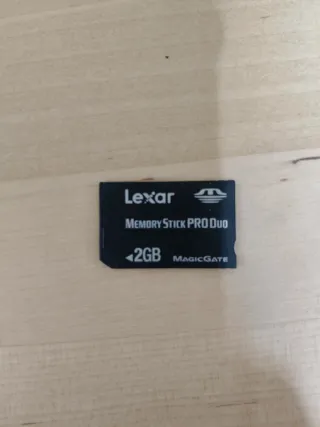 Lexar
MEMORY STICK PRO DUO
◄2GB
MAGICGATE